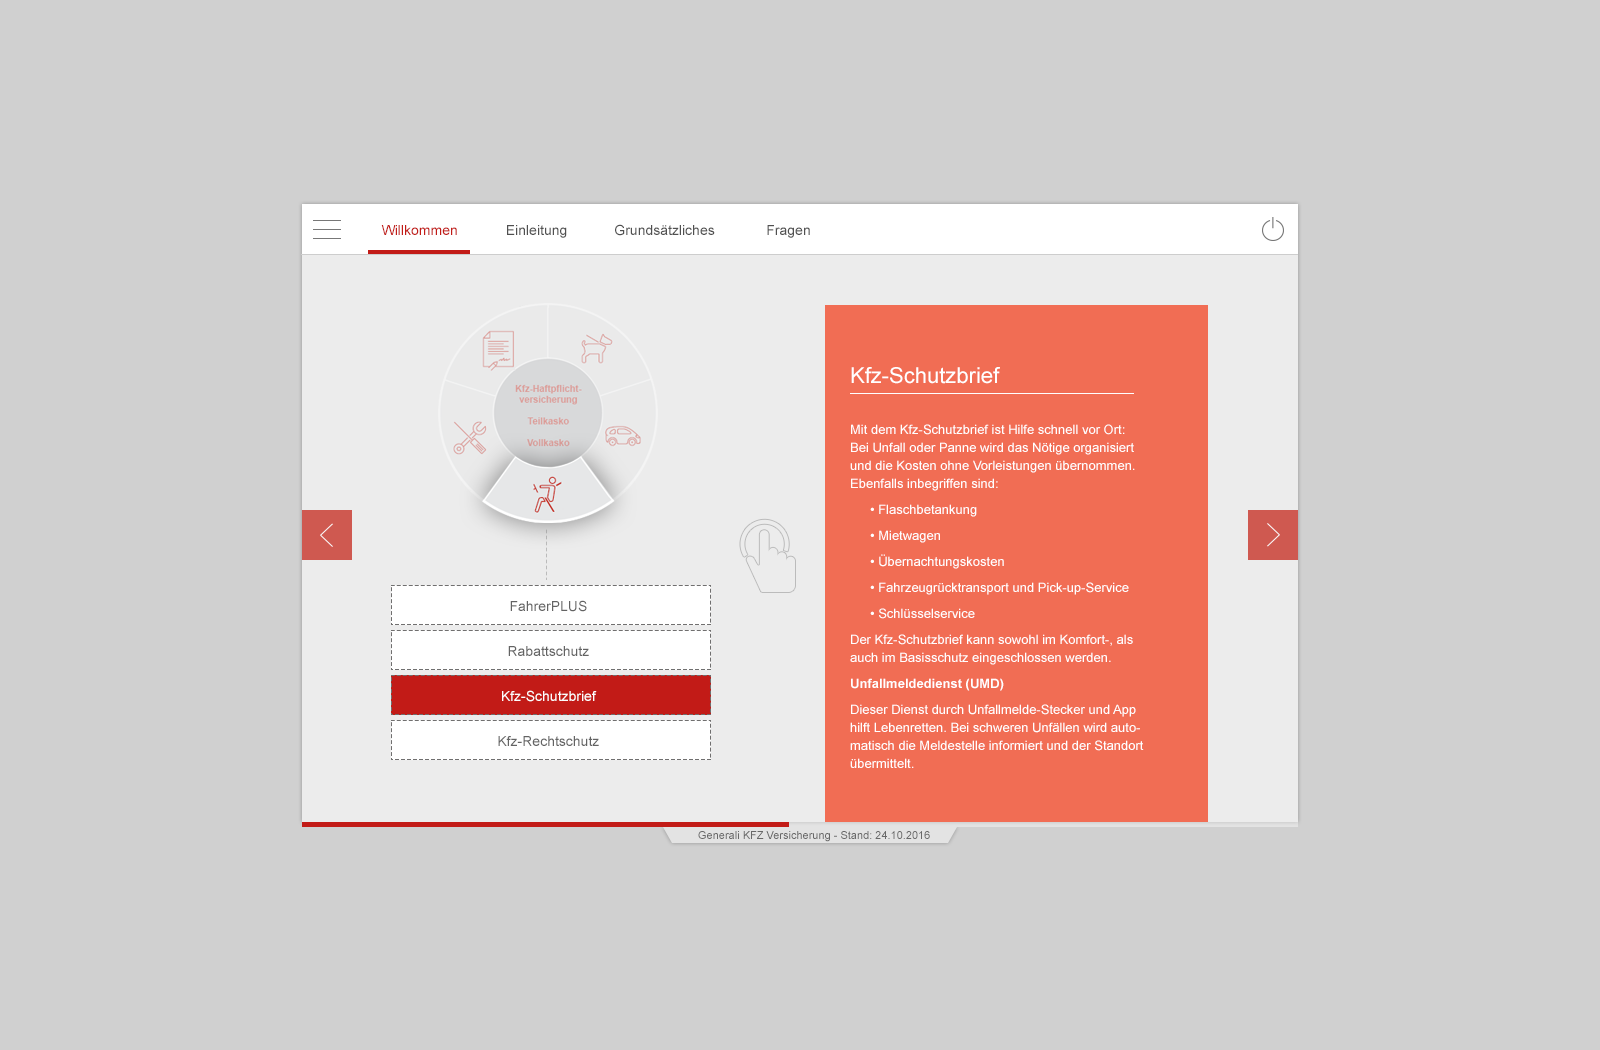 Willkommen
Einleitung
Grundsätzliches
Fragen
Kfz-Haftpflicht-
versicherung
Teilkasko
Vollkasko
FahrerPLUS
Rabattschutz
Kfz-Schutzbrief
Kfz-Rechtschutz
Kfz-Schutzbrief
Mit dem Kfz-Schutzbrief ist Hilfe schnell vor Ort:
Bei Unfall oder Panne wird das Nötige organisiert
und die Kosten ohne Vorleistungen übernommen.
Ebenfalls inbegriffen sind:
• Flaschbetankung
• Mietwagen
• Übernachtungskosten
• Fahrzeugrücktransport und Pick-up-Service
• Schlüsselservice
Der Kfz-Schutzbrief kann sowohl im Komfort-, als
auch im Basisschutz eingeschlossen werden.
Unfallmeldedienst (UMD)
Dieser Dienst durch Unfallmelde-Stecker und App
hilft Lebenretten. Bei schweren Unfällen wird auto-
matisch die Meldestelle informiert und der Standort
übermittelt.
Generali KFZ Versicherung - Stand: 24.10.2016